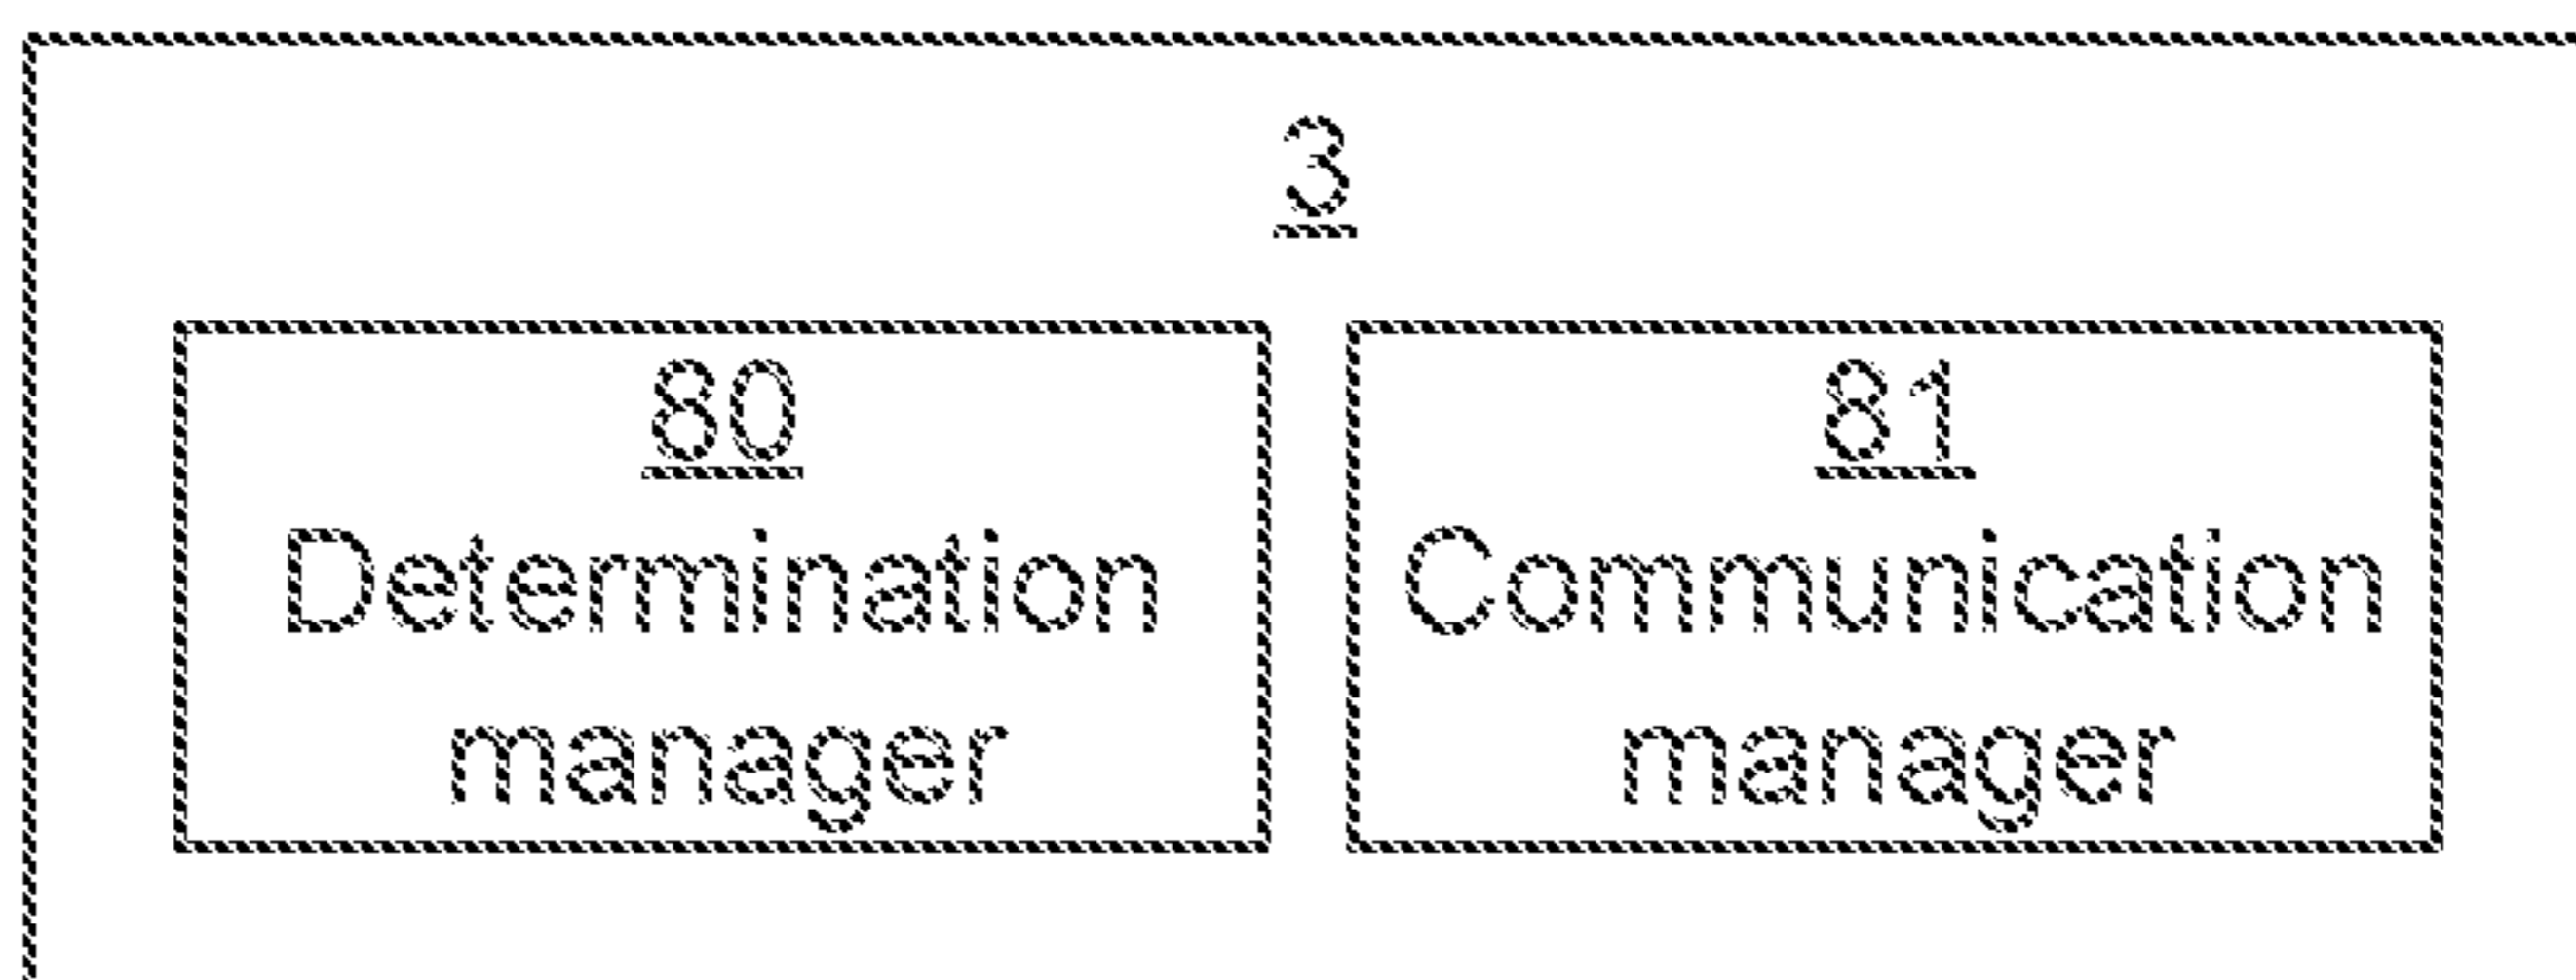 3
80
Determination
manager
81
Communication
manager